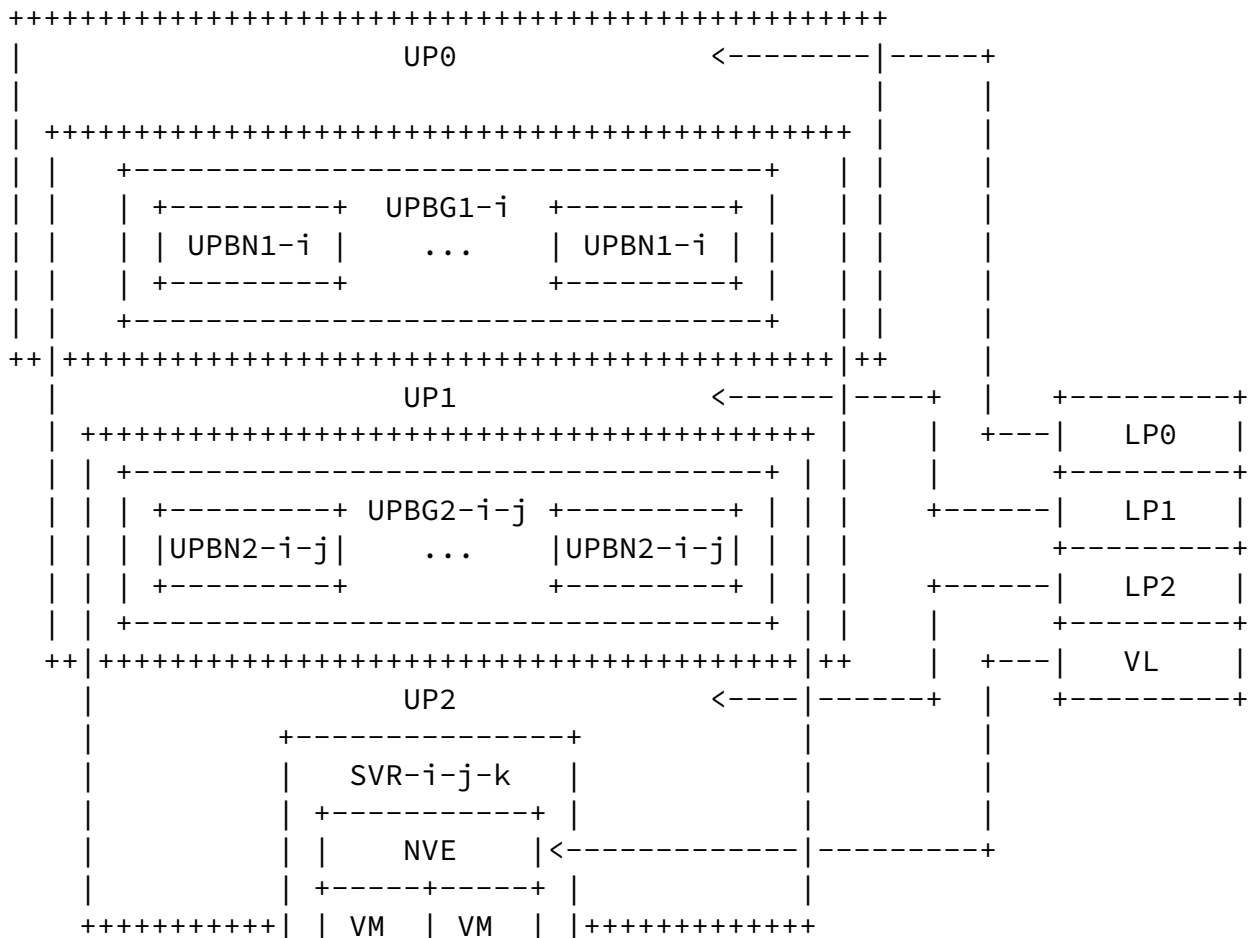 UP0
UPBG1-i
UPBN1-i ... UPBN1-i
UP1
LP0
UPBG2-i-j
LP1
UPBN2-i-j ... UPBN2-i-j
LP2
VL
UP2
SVR-i-j-k
NVE
VM VM